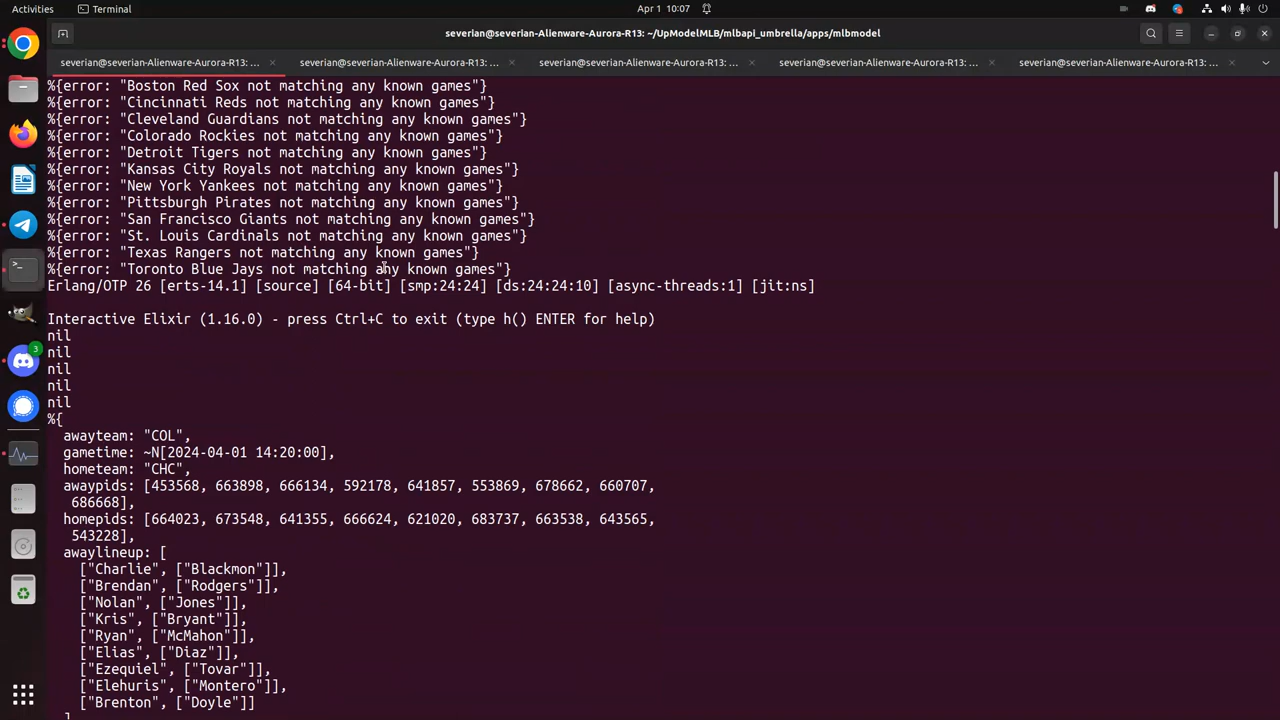 Activities
Terminal
Apr 1 10:07
severian@severian-Alienware-Aurora-R13: ~/UpModelMLB/mlbapi_umbrella/apps/mlbmodel
severian@severian-Alienware-Aurora-R13: ... × severian@severian-Alienware-Aurora-R13: ... × severian@severian-Alienware-Aurora-R13: ... × severian@severian-Alienware-Aurora-R13: ... × severian@severian-Alienware-Aurora-R13: ... ×
%{error: "Boston Red Sox not matching any known games"}
%{error: "Cincinnati Reds not matching any known games"}
%{error: "Cleveland Guardians not matching any known games"}
%{error: "Colorado Rockies not matching any known games"}
%{error: "Detroit Tigers not matching any known games"}
%{error: "Kansas City Royals not matching any known games"}
%{error: "New York Yankees not matching any known games"}
%{error: "Pittsburgh Pirates not matching any known games"}
%{error: "San Francisco Giants not matching any known games"}
%{error: "St. Louis Cardinals not matching any known games"}
%{error: "Texas Rangers not matching any known games"}
%{error: "Toronto Blue Jays not matching any known games"}
Erlang/OTP 26 [erts-14.1] [source] [64-bit] [smp:24:24] [ds:24:24:10] [async-threads:1] [jit:ns]
Interactive Elixir (1.16.0) - press Ctrl+C to exit (type h() ENTER for help)
nil
nil
nil
nil
nil
%{
awayteam: "COL",
gametime: ~N[2024-04-01 14:20:00],
hometeam: "CHC",
awaypids: [453568, 663898, 666134, 592178, 641857, 553869, 678662, 660707,
686668],
homepids: [664023, 673548, 641355, 666624, 621020, 683737, 663538, 643565,
543228],
awaylineup: [
["Charlie", ["Blackmon"]],
["Brendan", ["Rodgers"]],
["Nolan", ["Jones"]],
["Kris", ["Bryant"]],
["Ryan", ["McMahon"]],
["Elias", ["Diaz"]],
["Ezequiel", ["Tovar"]],
["Elehuris", ["Montero"]],
["Brenton", ["Doyle"]]
]
3